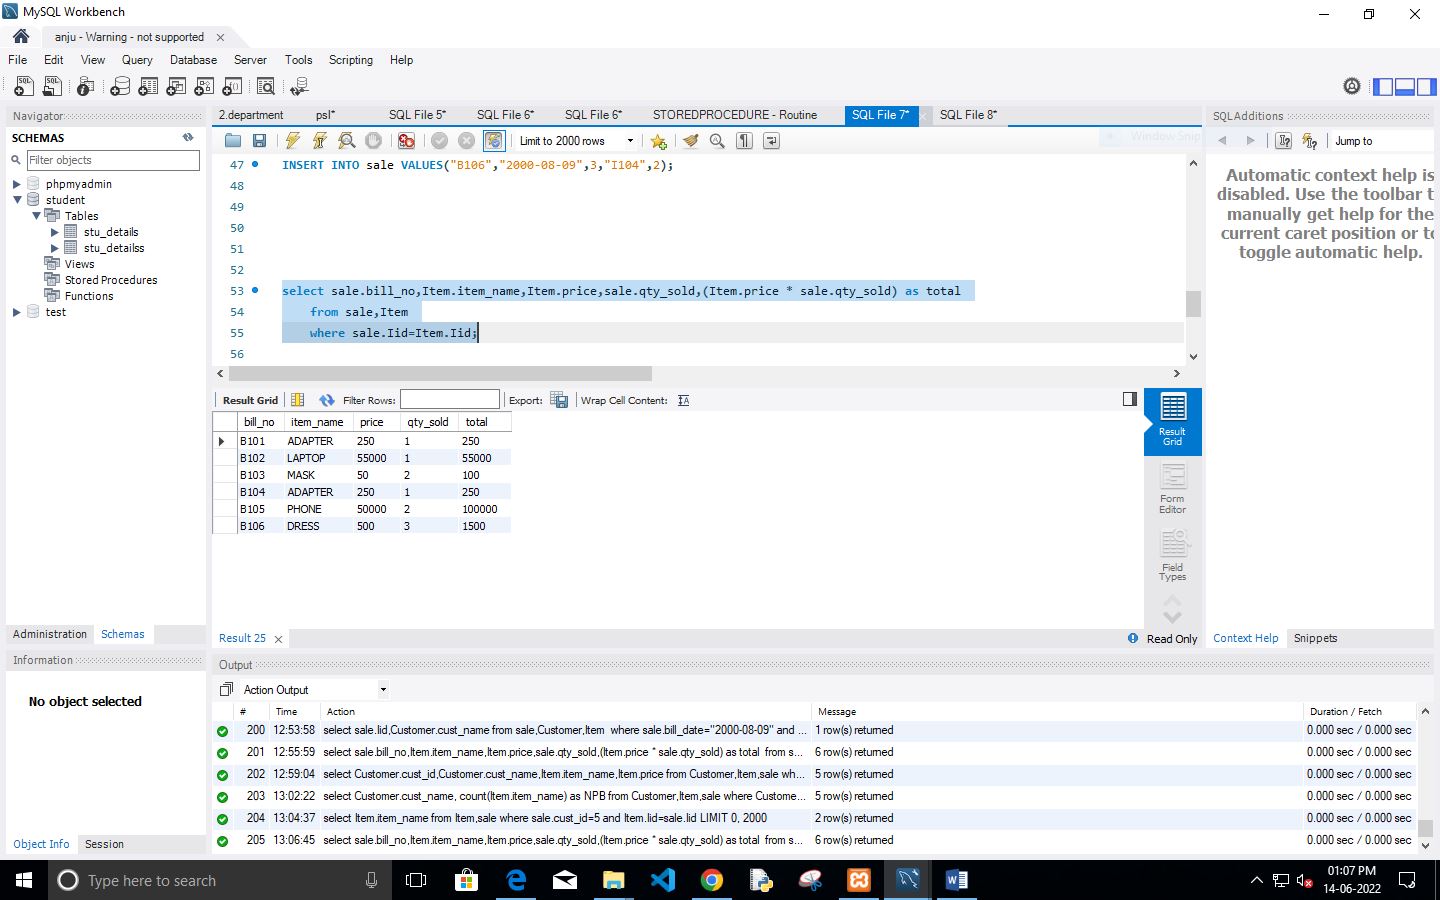 MySQL Workbench
anju - Warning - not supported
File Edit View Query Database Server Tools Scripting Help
Navigator
SCHEMAS
Filter objects
phpmyadmin
student
Tables
stu_details
stu_detailss
Views
Stored Procedures
Functions
test
Administration Schemas
Information
No object selected
Object Info Session
2.department psl* SQL File 5* SQL File 6* SQL File 6* STOREDPROCEDURE - Routine SQL File 7* SQL File 8*
Limit to 2000 rows
Window Snip
47 INSERT INTO sale VALUES("B106","2000-08-09",3,"I104",2);
48
49
50
51
52
53 select sale.bill_no,Item.item_name,Item.price,sale.qty_sold,(Item.price * sale.qty_sold) as total
54 from sale,Item
55 where sale.Iid=Item.Iid;
56
Result Grid Filter Rows: Export: Wrap Cell Content:
bill_no item_name price qty_sold total
B101 ADAPTER 250 1 250
B102 LAPTOP 55000 1 55000
B103 MASK 50 2 100
B104 ADAPTER 250 1 250
B105 PHONE 50000 2 100000
B106 DRESS 500 3 1500
Result Grid
Form Editor
Field Types
Result 25
Read Only
SQLAdditions
Jump to
Automatic context help is
disabled. Use the toolbar t
manually get help for the
current caret position or to
toggle automatic help.
Context Help Snippets
Output
Action Output
# Time Action Message Duration / Fetch
200 12:53:58 select sale.Iid,Customer.cust_name from sale,Customer,Item where sale.bill_date="2000-08-09" and ... 1 row(s) returned 0.000 sec / 0.000 sec
201 12:55:59 select sale.bill_no,Item.item_name,Item.price,sale.qty_sold,(Item.price * sale.qty_sold) as total from s... 6 row(s) returned 0.000 sec / 0.000 sec
202 12:59:04 select Customer.cust_id,Customer.cust_name,Item.item_name,Item.price from Customer,Item,sale wh... 5 row(s) returned 0.000 sec / 0.000 sec
203 13:02:22 select Customer.cust_name, count(Item.item_name) as NPB from Customer,Item,sale where Custome... 5 row(s) returned 0.000 sec / 0.000 sec
204 13:04:37 select Item.item_name from Item,sale where sale.cust_id=5 and Item.Iid=sale.Iid LIMIT 0, 2000 2 row(s) returned 0.000 sec / 0.000 sec
205 13:06:45 select sale.bill_no,Item.item_name,Item.price,sale.qty_sold,(Item.price * sale.qty_sold) as total from s... 6 row(s) returned 0.000 sec / 0.000 sec
Type here to search
01:07 PM
14-06-2022